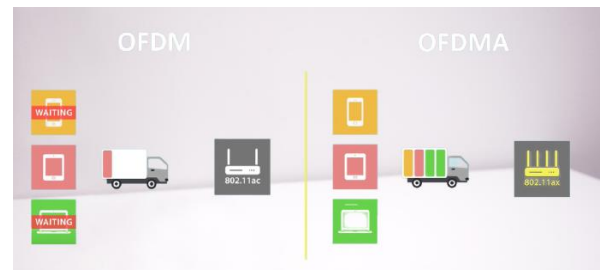 OFDM
OFDMA
WAITING
802.11ac
WAITING
802.11ax